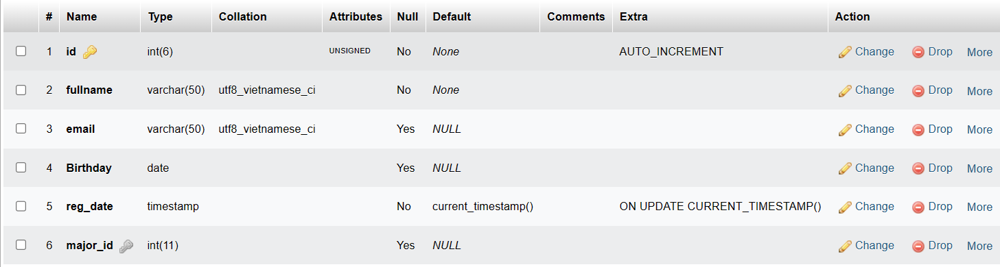 # Name Type Collation Attributes Null Default Comments Extra Action
1 id int(6) UNSIGNED No None AUTO_INCREMENT Change Drop More
2 fullname varchar(50) utf8_vietnamese_ci No None Change Drop More
3 email varchar(50) utf8_vietnamese_ci Yes NULL Change Drop More
4 Birthday date Yes NULL Change Drop More
5 reg_date timestamp No current_timestamp() ON UPDATE CURRENT_TIMESTAMP() Change Drop More
6 major_id int(11) Yes NULL Change Drop More